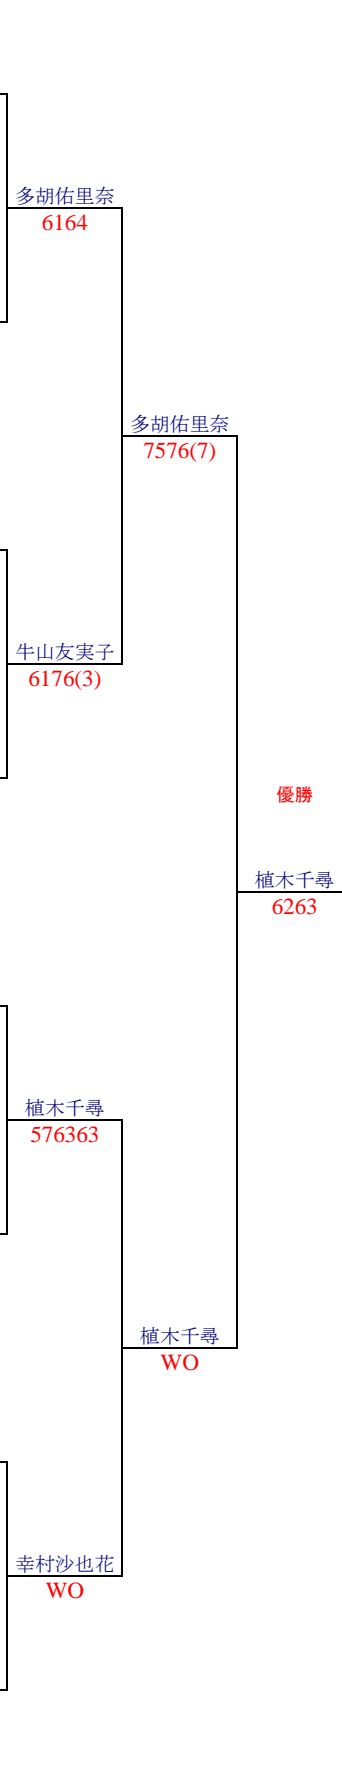 多胡佑里奈
6164
多胡佑里奈
7576(7)
牛山友実子
6176(3)
優勝
植木千尋
6263
植木千尋
576363
植木千尋
WO
幸村沙也花
WO